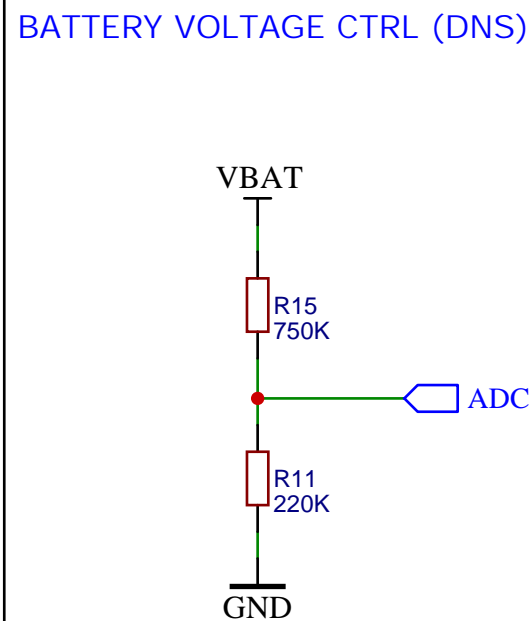 BATTERY VOLTAGE CTRL (DNS)
VBAT
R15
750K
ADC
R11
220K
GND